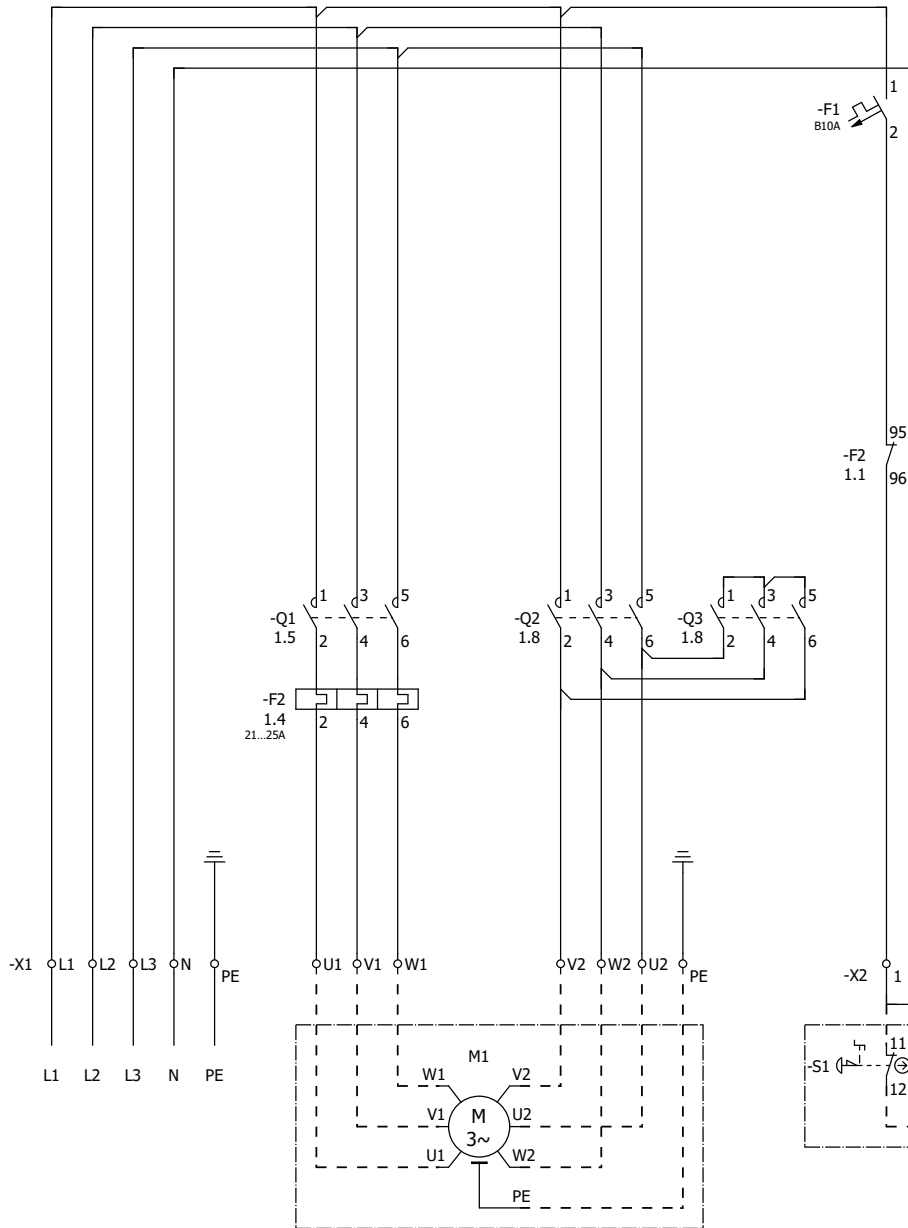 1
-F1
B10A
2
95
-F2
1.1
96
1 3 5
-Q1
1.5
2 4 6
1 3 5
-Q2
1.8
2 4 6
1 3 5
-Q3
1.8
2 4 6
-F2
1.4
21...25A
2 4 6
-X1 L1 L2 L3 N PE
U1 V1 W1
V2 W2 U2 PE
-X2 1
L1 L2 L3 N PE
M1
W1 V2
V1 M U2
3~
U1 W2
PE
11
-S1
12